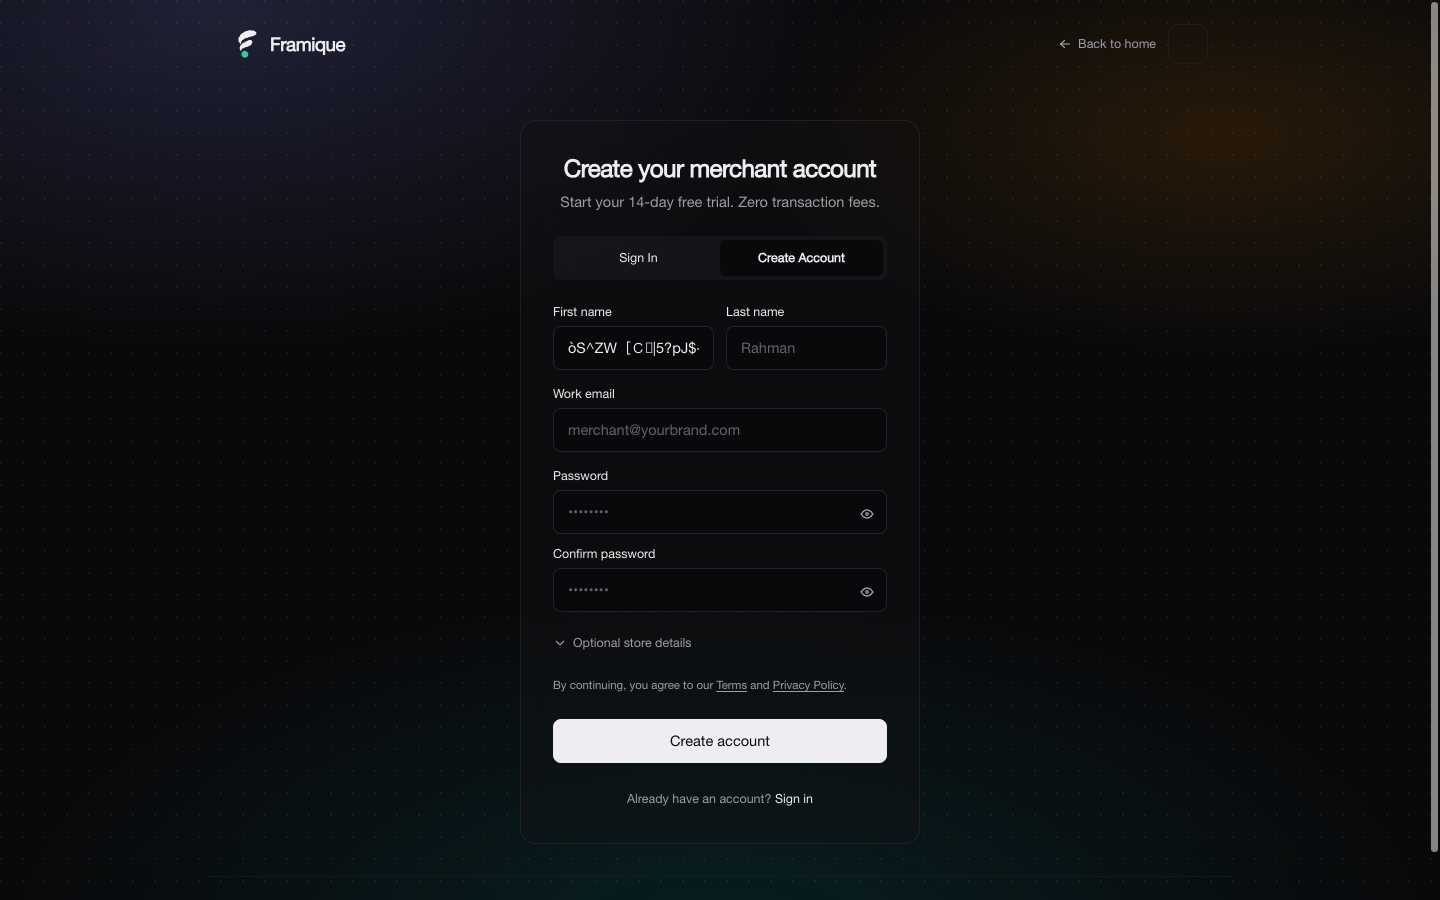 Framique
Back to home
Create your merchant account
Start your 14-day free trial. Zero transaction fees.
Sign In
Create Account
First name
Last name
Rahman
Work email
merchant@yourbrand.com
Password
••••••••
Confirm password
••••••••
Optional store details
By continuing, you agree to our Terms and Privacy Policy.
Create account
Already have an account? Sign in